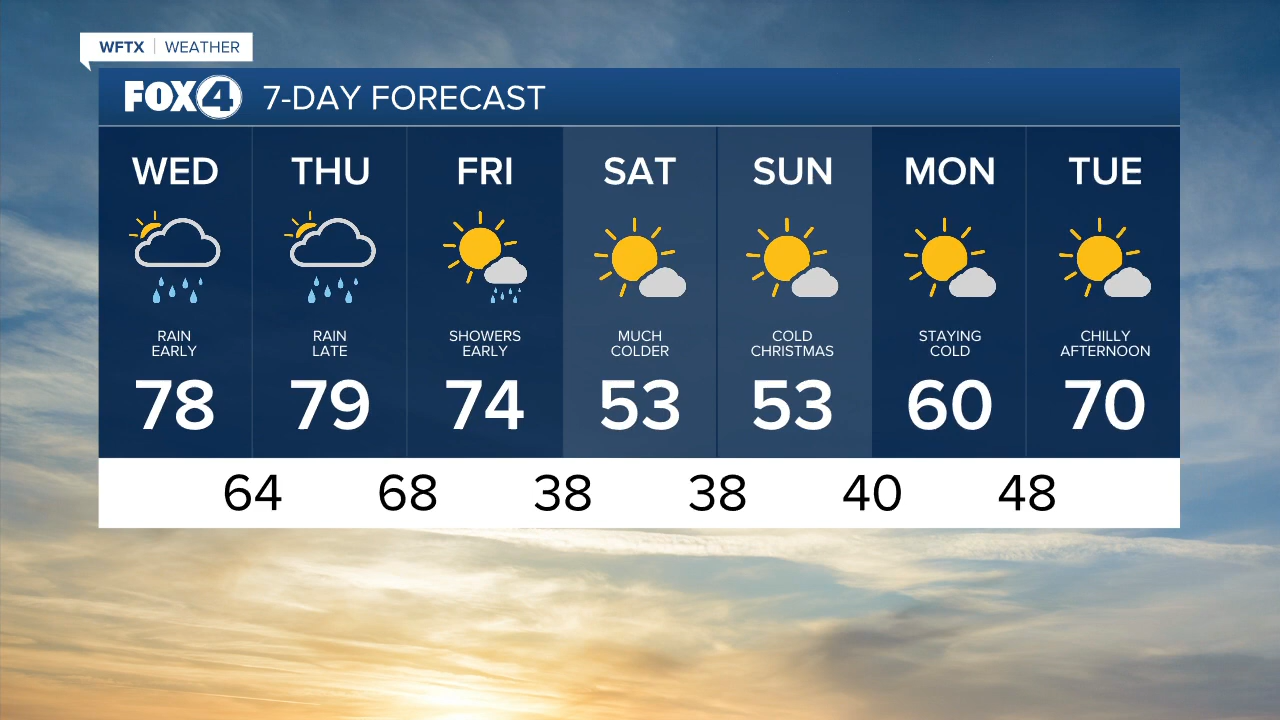 WFTX | WEATHER
FOX 4 7-DAY FORECAST
WED THU FRI SAT SUN MON TUE
RAIN EARLY
RAIN LATE
SHOWERS EARLY
MUCH COLDER
COLD CHRISTMAS
STAYING COLD
CHILLY AFTERNOON
78 79 74 53 53 60 70
64 68 38 38 40 48